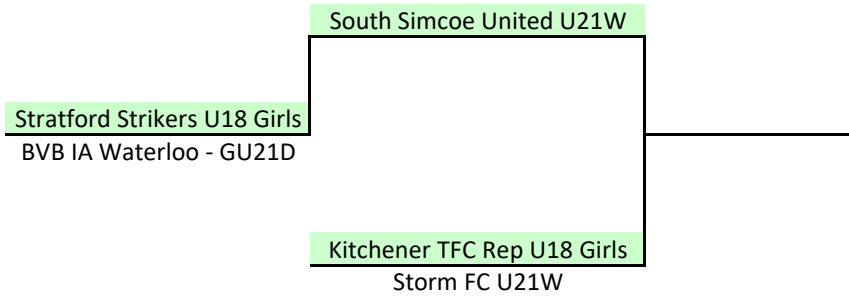 South Simcoe United U21W
Stratford Strikers U18 Girls
BVB IA Waterloo - GU21D
Kitchener TFC Rep U18 Girls
Storm FC U21W